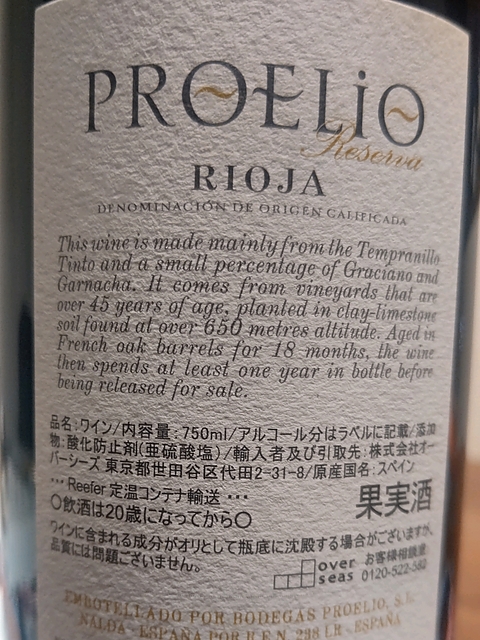 PROELIO
Reserva
RIOJA
DENOMINACIÓN DE ORIGEN CALIFICADA
This wine is made mainly from the Tempranillo
Tinto and a small percentage of Graciano and
Garnacha. It comes from vineyards that are
over 45 years of age, planted in clay-limestone
soil found at over 650 metres altitude. Aged in
French oak barrels for 18 months, the wine
then spends at least one year in bottle before
being released for sale.
品名:ワイン/内容量:750ml/アルコール分はラベルに記載/添加
物:酸化防止剤(亜硫酸塩)/輸入者及び引取先:株式会社オー
バーシーズ 東京都世田谷区代田2-31-8/原産国名:スペイン
… Reefer 定温コンテナ輸送 …
〇飲酒は20歳になってから〇
果実酒
ワインに含まれる成分がオリとして瓶底に沈殿する場合がございますが、
品質には問題ございません。
over seas
お客様相談室
0120-522-582
EMBOTELLADO POR BODEGAS PROELIO, S.L.
NALDA - ESPAÑA POR R.E.N. LR - ESPAÑA